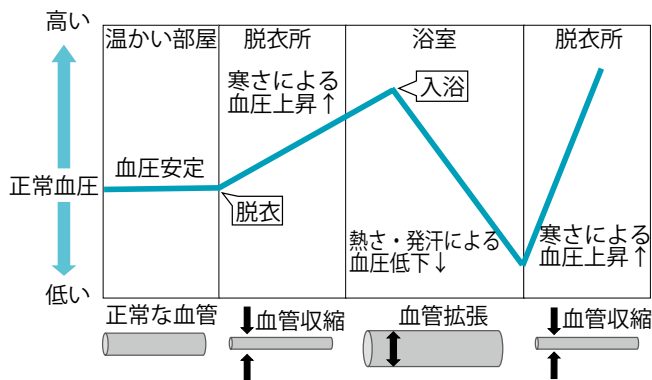 高い
正常血圧
低い
温かい部屋
脱衣所
浴室
脱衣所
血圧安定
脱衣
寒さによる
血圧上昇↑
入浴
熱さ・発汗による
血圧低下↓
寒さによる
血圧上昇↑
正常な血管
血管収縮
血管拡張
血管収縮